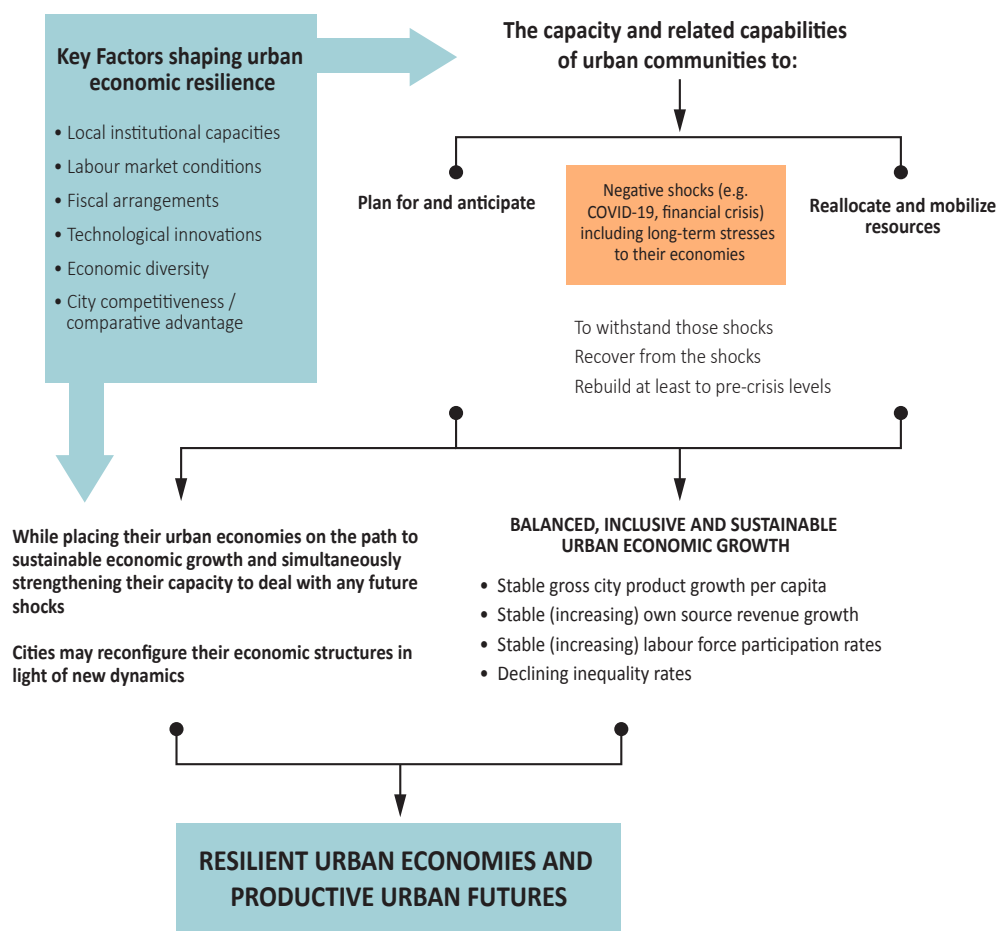 Key Factors shaping urban
economic resilience
• Local institutional capacities
• Labour market conditions
• Fiscal arrangements
• Technological innovations
• Economic diversity
• City competitiveness /
comparative advantage
The capacity and related capabilities
of urban communities to:
Plan for and anticipate
Negative shocks (e.g.
COVID-19, financial crisis)
including long-term stresses
to their economies
Reallocate and mobilize
resources
To withstand those shocks
Recover from the shocks
Rebuild at least to pre-crisis levels
While placing their urban economies on the path to
sustainable economic growth and simultaneously
strengthening their capacity to deal with any future
shocks
Cities may reconfigure their economic structures in
light of new dynamics
BALANCED, INCLUSIVE AND SUSTAINABLE
URBAN ECONOMIC GROWTH
• Stable gross city product growth per capita
• Stable (increasing) own source revenue growth
• Stable (increasing) labour force participation rates
• Declining inequality rates
RESILIENT URBAN ECONOMIES AND
PRODUCTIVE URBAN FUTURES